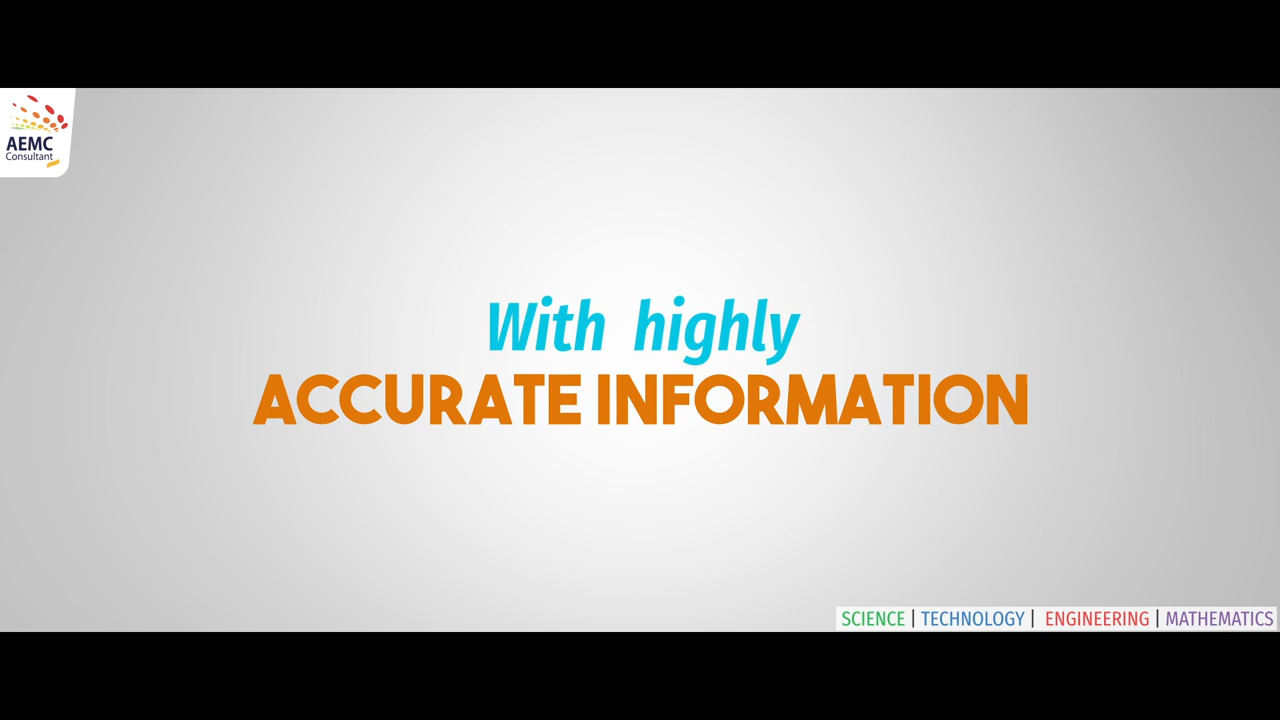 AEMC
Consultant
With highly
ACCURATE INFORMATION
SCIENCE | TECHNOLOGY | ENGINEERING | MATHEMATICS